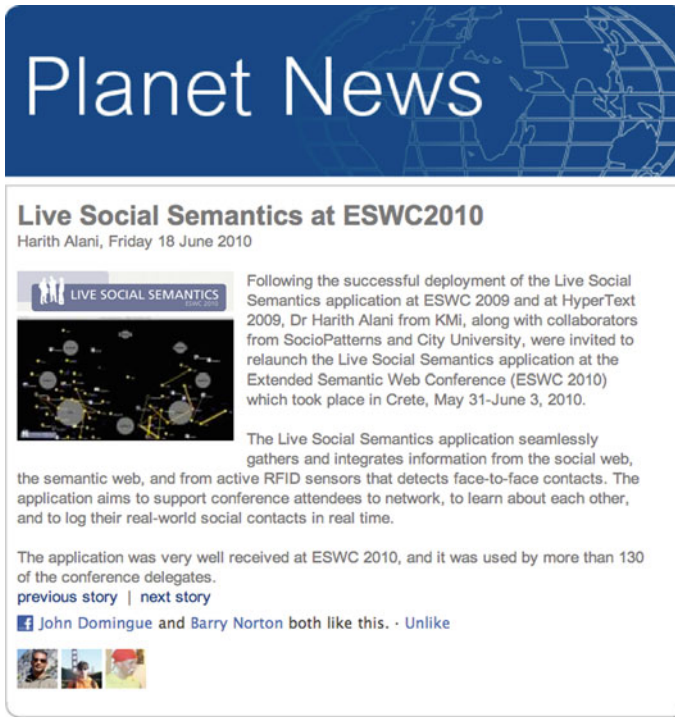 Planet News
Live Social Semantics at ESWC2010
Harith Alani, Friday 18 June 2010
LIVE SOCIAL SEMANTICS
ESWC 2010
Following the successful deployment of the Live Social
Semantics application at ESWC 2009 and at HyperText
2009, Dr Harith Alani from KMi, along with collaborators
from SocioPatterns and City University, were invited to
relaunch the Live Social Semantics application at the
Extended Semantic Web Conference (ESWC 2010)
which took place in Crete, May 31-June 3, 2010.
The Live Social Semantics application seamlessly
gathers and integrates information from the social web,
the semantic web, and from active RFID sensors that detects face-to-face contacts. The
application aims to support conference attendees to network, to learn about each other,
and to log their real-world social contacts in real time.
The application was very well received at ESWC 2010, and it was used by more than 130
of the conference delegates.
previous story | next story
John Domingue and Barry Norton both like this. · Unlike